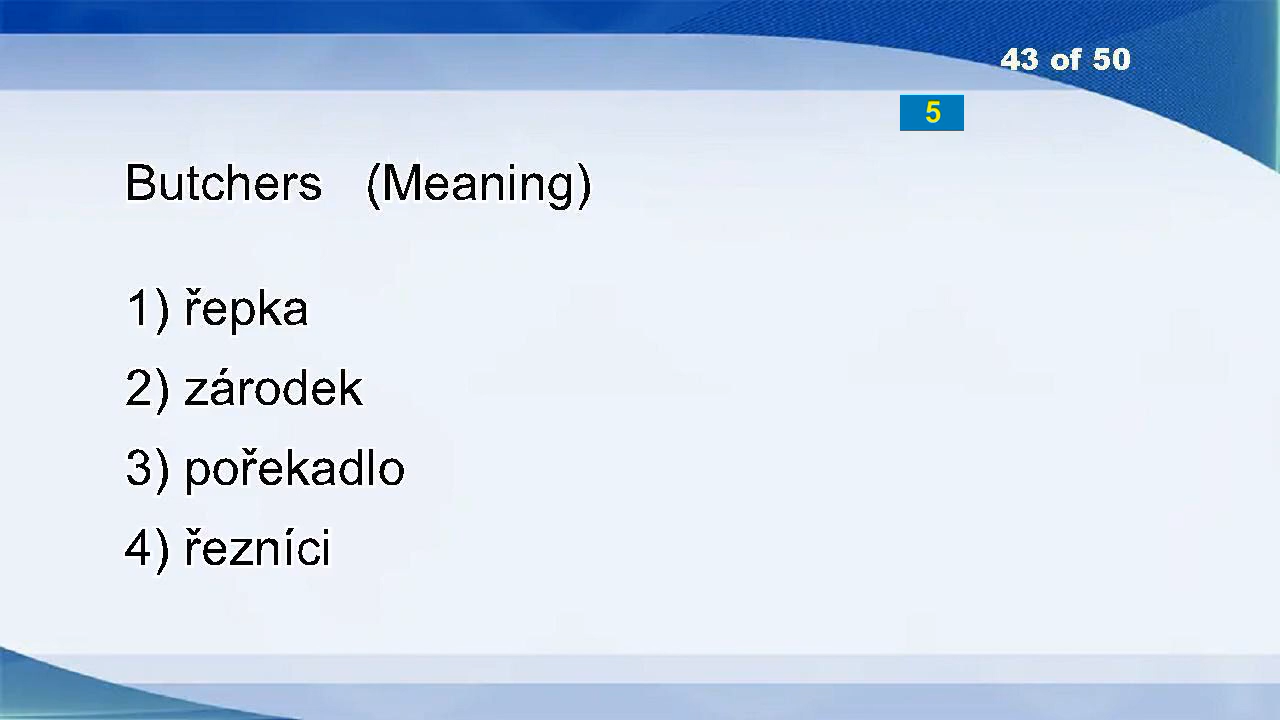 43 of 50
5
Butchers (Meaning)
1) řepka
2) zárodek
3) pořekadlo
4) řezníci